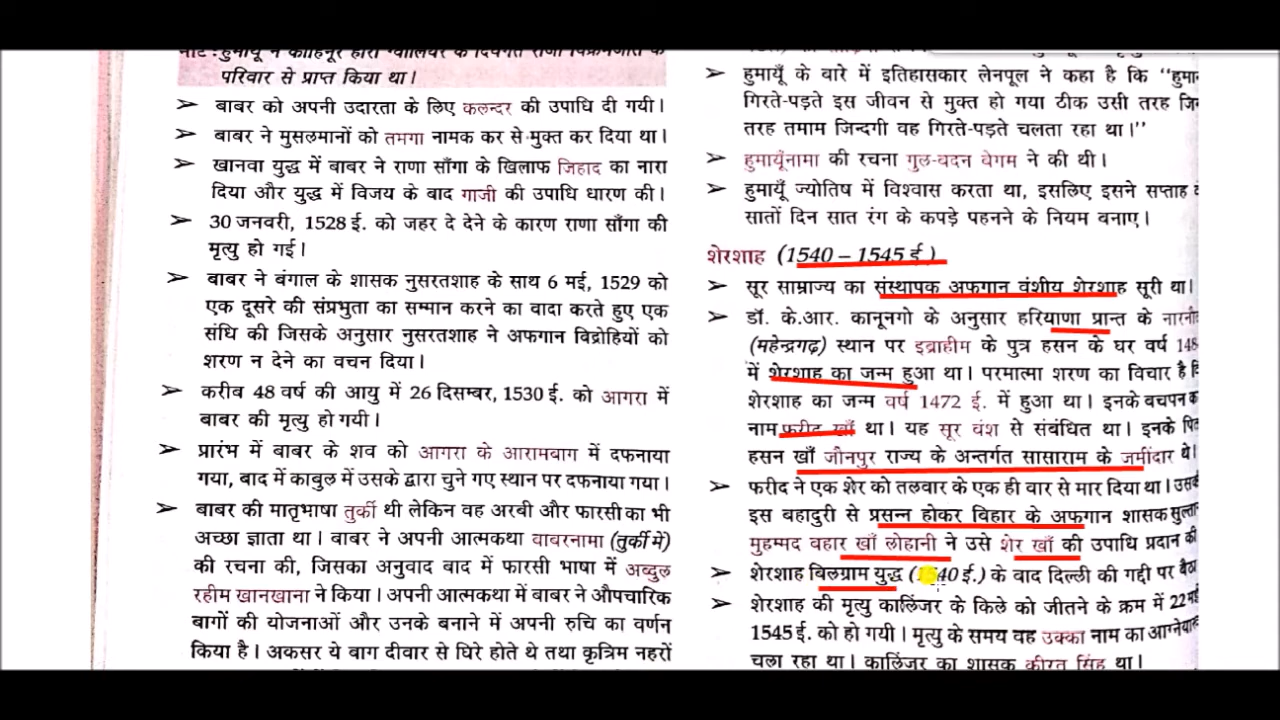 नोट : हुमायूँ ने कोहिनूर हीरा ग्वालियर के दिवंगत राजा विक्रमजीत के
परिवार से प्राप्त किया था।
➢ बाबर को अपनी उदारता के लिए कलन्दर की उपाधि दी गयी।
➢ बाबर ने मुसलमानों को तमगा नामक कर से मुक्त कर दिया था।
➢ खानवा युद्ध में बाबर ने राणा साँगा के खिलाफ जिहाद का नारा
दिया और युद्ध में विजय के बाद गाजी की उपाधि धारण की।
➢ 30 जनवरी, 1528 ई. को जहर दे देने के कारण राणा साँगा की
मृत्यु हो गई।
➢ बाबर ने बंगाल के शासक नुसरतशाह के साथ 6 मई, 1529 को
एक दूसरे की संप्रभुता का सम्मान करने का वादा करते हुए एक
संधि की जिसके अनुसार नुसरतशाह ने अफगान विद्रोहियों को
शरण न देने का वचन दिया।
➢ करीब 48 वर्ष की आयु में 26 दिसम्बर, 1530 ई. को आगरा में
बाबर की मृत्यु हो गयी।
➢ प्रारंभ में बाबर के शव को आगरा के आरामबाग में दफनाया
गया, बाद में काबुल में उसके द्वारा चुने गए स्थान पर दफनाया गया।
➢ बाबर की मातृभाषा तुर्की थी लेकिन वह अरबी और फारसी का भी
अच्छा ज्ञाता था। बाबर ने अपनी आत्मकथा बाबरनामा (तुर्की में)
की रचना की, जिसका अनुवाद बाद में फारसी भाषा में अब्दुल
रहीम खानखाना ने किया। अपनी आत्मकथा में बाबर ने औपचारिक
बागों की योजनाओं और उनके बनाने में अपनी रुचि का वर्णन
किया है। अकसर ये बाग दीवार से घिरे होते थे तथा कृत्रिम नहरों
➢ हुमायूँ के बारे में इतिहासकार लेनपूल ने कहा है कि "हुमा
गिरते-पड़ते इस जीवन से मुक्त हो गया ठीक उसी तरह जि
तरह तमाम जिन्दगी वह गिरते-पड़ते चलता रहा था।"
➢ हुमायूँनामा की रचना गुल-बदन बेगम ने की थी।
➢ हुमायूँ ज्योतिष में विश्वास करता था, इसलिए इसने सप्ताह
सातों दिन सात रंग के कपड़े पहनने के नियम बनाए।
शेरशाह (1540 – 1545 ई.)
➢ सूर साम्राज्य का संस्थापक अफगान वंशीय शेरशाह सूरी था।
➢ डॉ. के.आर. कानूनगो के अनुसार हरियाणा प्रान्त के नारनौ
(महेन्द्रगढ़) स्थान पर इब्राहीम के पुत्र हसन के घर वर्ष 148
में शेरशाह का जन्म हुआ था। परमात्मा शरण का विचार है
शेरशाह का जन्म वर्ष 1472 ई. में हुआ था। इनके बचपन का
नाम फरीद खाँ था। यह सूर वंश से संबंधित था। इनके पि
हसन खाँ जौनपुर राज्य के अन्तर्गत सासाराम के जमींदार थे।
➢ फरीद ने एक शेर को तलवार के एक ही वार से मार दिया था। उसकी
इस बहादुरी से प्रसन्न होकर बिहार के अफगान शासक सुल्ता
मुहम्मद बहार खाँ लोहानी ने उसे शेर खाँ की उपाधि प्रदान की
➢ शेरशाह बिलग्राम युद्ध (1540 ई.) के बाद दिल्ली की गद्दी पर बैठा
➢ शेरशाह की मृत्यु कालिंजर के किले को जीतने के क्रम में 22 मई
1545 ई. को हो गयी। मृत्यु के समय वह उक्का नाम का आग्नेया
चला रहा था। कालिंजर का शासक कीरत सिंह था।